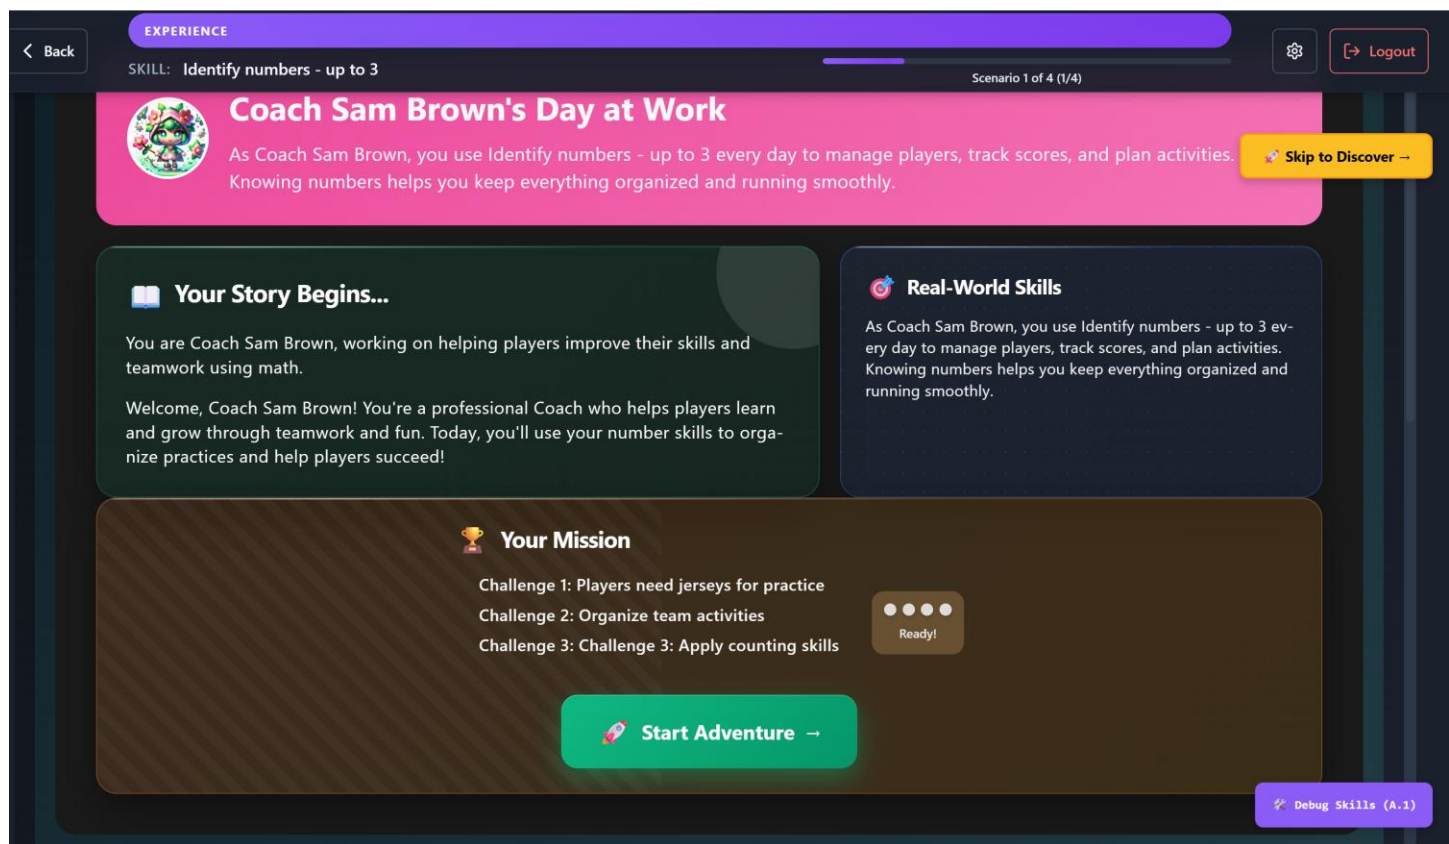 Back
EXPERIENCE
SKILL: Identify numbers - up to 3
Scenario 1 of 4 (1/4)
Logout
Coach Sam Brown's Day at Work
As Coach Sam Brown, you use Identify numbers - up to 3 every day to manage players, track scores, and plan activities.
Knowing numbers helps you keep everything organized and running smoothly.
🚀 Skip to Discover →
📖 Your Story Begins...
You are Coach Sam Brown, working on helping players improve their skills and
teamwork using math.
Welcome, Coach Sam Brown! You're a professional Coach who helps players learn
and grow through teamwork and fun. Today, you'll use your number skills to orga-
nize practices and help players succeed!
🎯 Real-World Skills
As Coach Sam Brown, you use Identify numbers - up to 3 ev-
ery day to manage players, track scores, and plan activities.
Knowing numbers helps you keep everything organized and
running smoothly.
🏆 Your Mission
Challenge 1: Players need jerseys for practice
Challenge 2: Organize team activities
Challenge 3: Challenge 3: Apply counting skills
Ready!
🚀 Start Adventure →
🛠 Debug Skills (A.1)